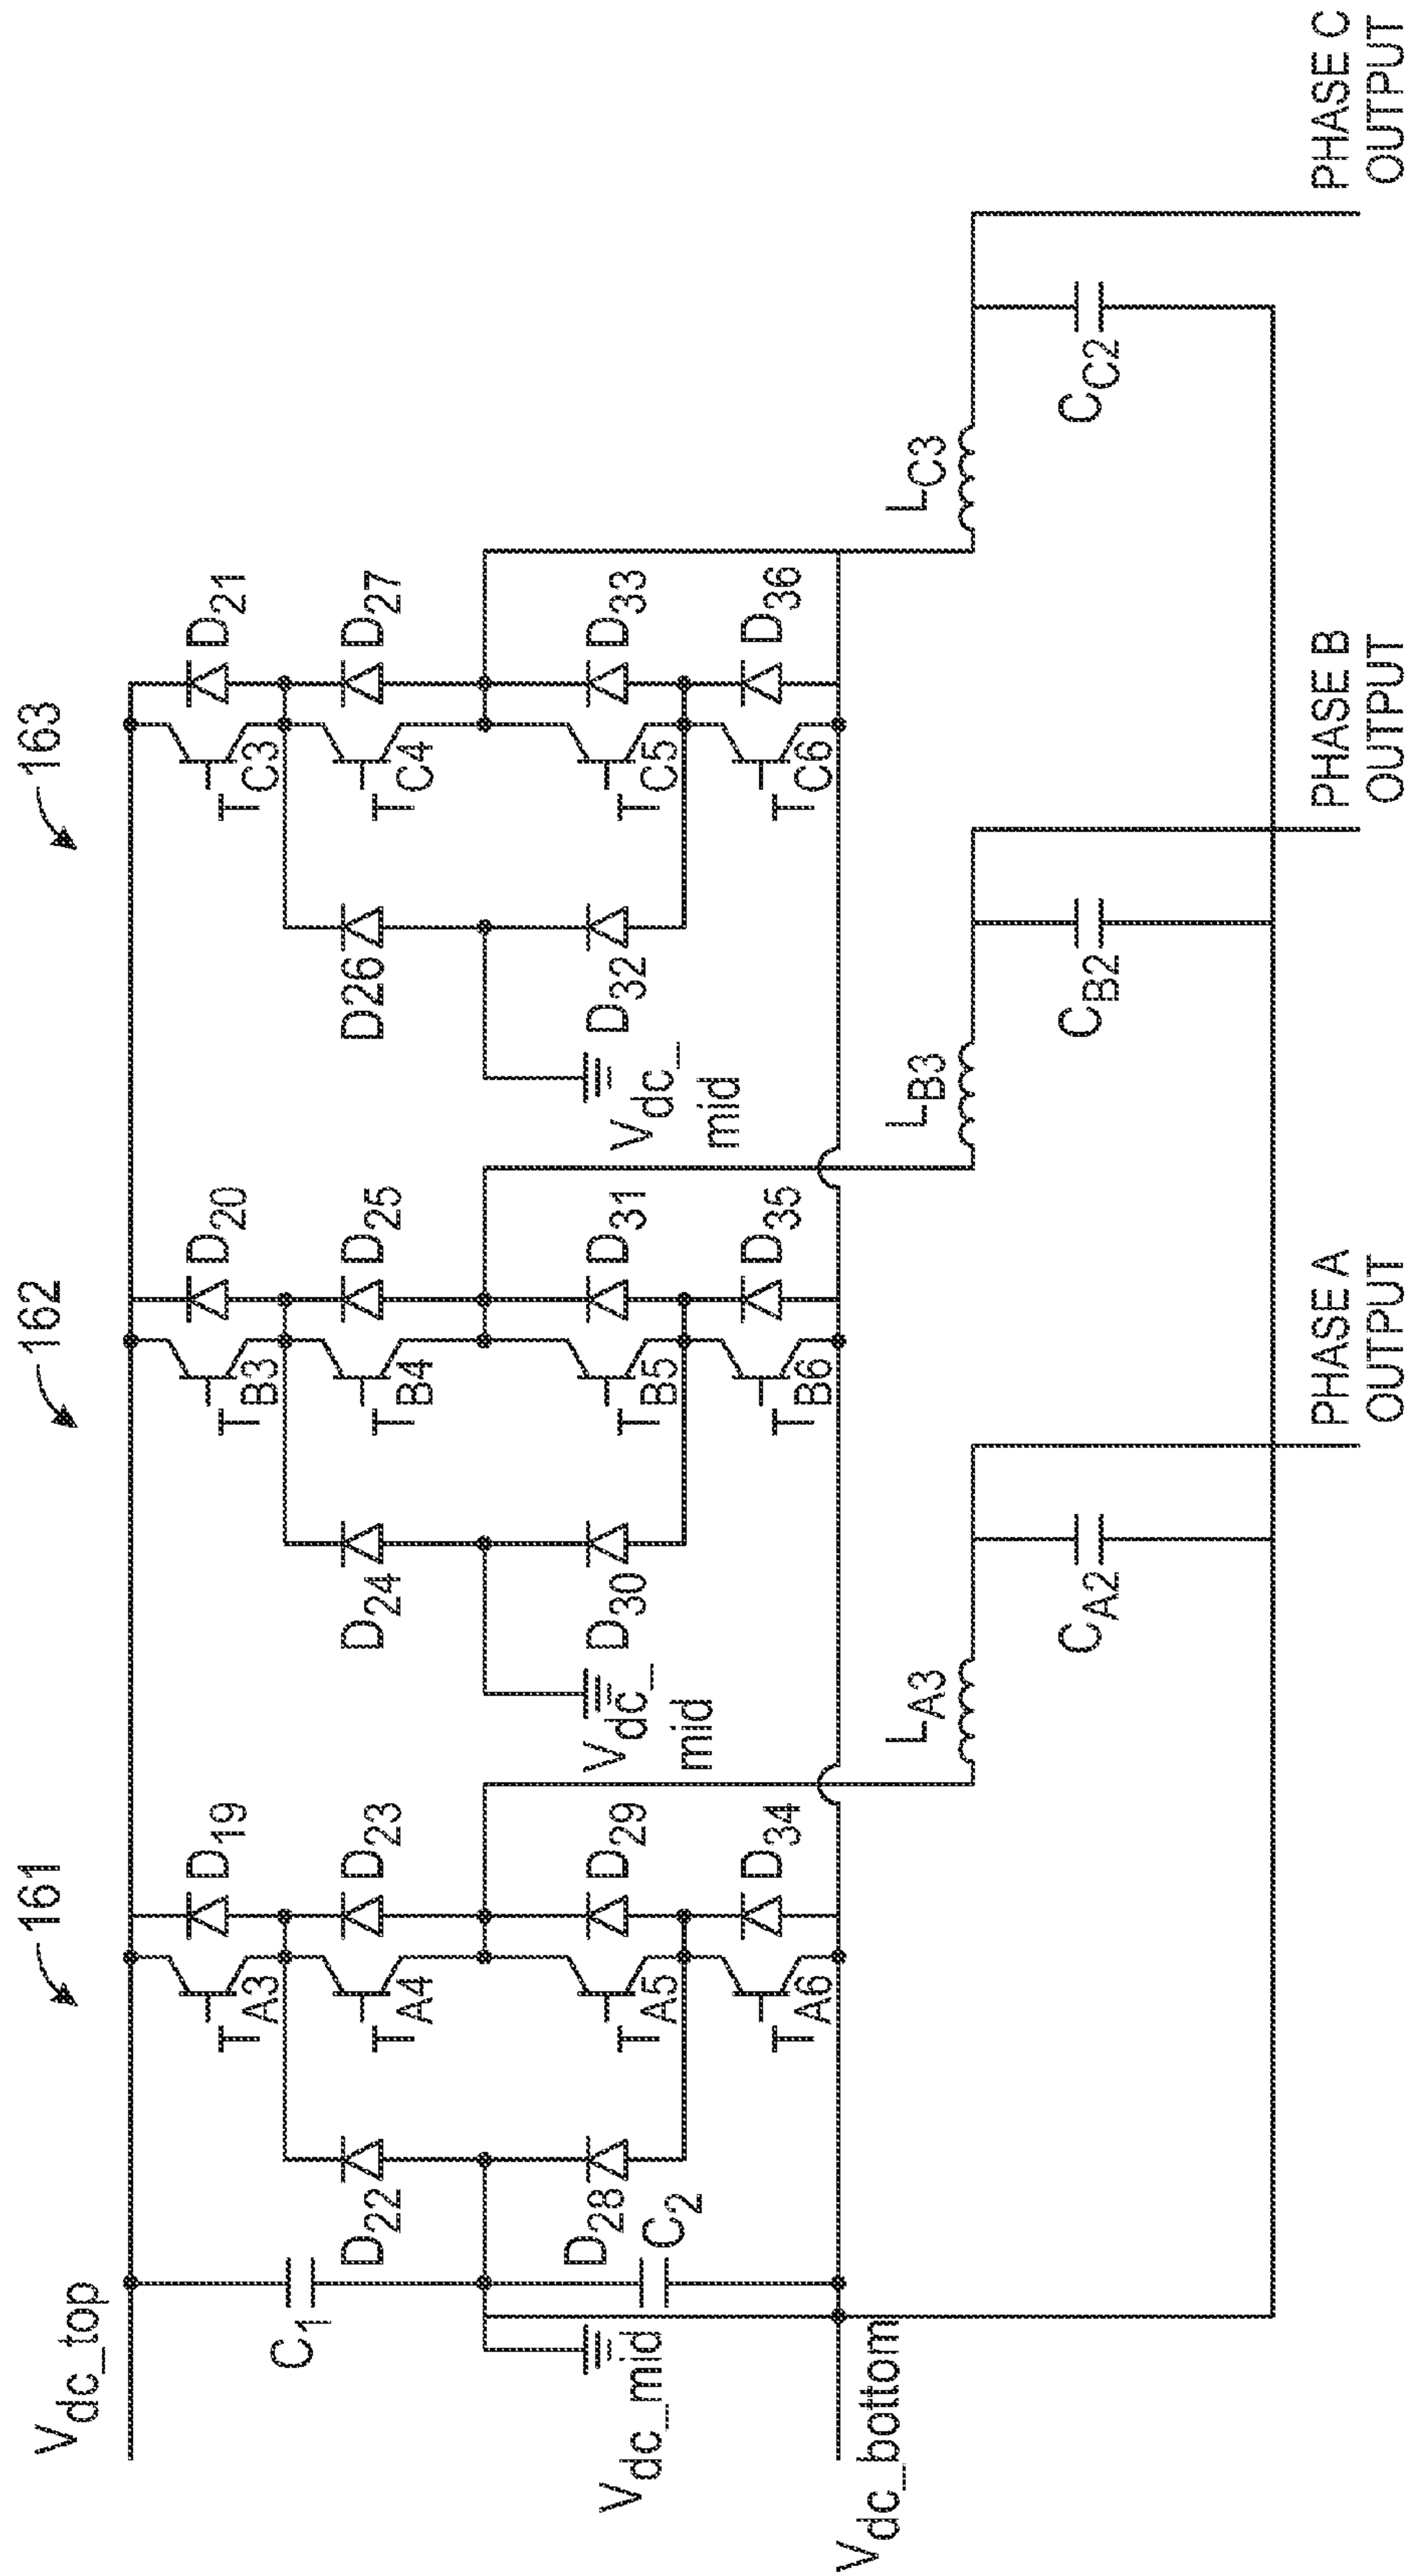 161
162
163
Vdc_top
D19
D20
D21
TA3
TB3
TC3
C1
D22
D23
D24
D25
D26
D27
TA4
TB4
TC4
Vdc_mid
D28
D29
Vdc_
mid
D30
D31
Vdc_
mid
D32
D33
C2
TA5
TB5
TC5
D34
D35
D36
TA6
TB6
TC6
Vdc_bottom
LA3
LB3
LC3
CA2
CB2
CC2
PHASE A
OUTPUT
PHASE B
OUTPUT
PHASE C
OUTPUT